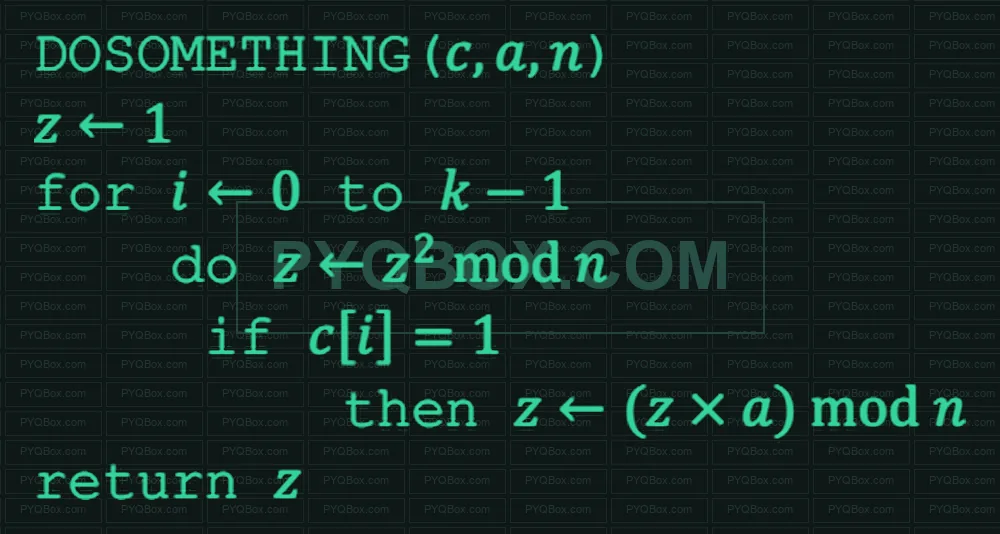 DOSOMETHING(c,a,n)
z ← 1
for i ← 0 to k − 1
do z ← z² mod n
PYQBOX.COM
if c[i] = 1
then z ← (z × a) mod n
return z